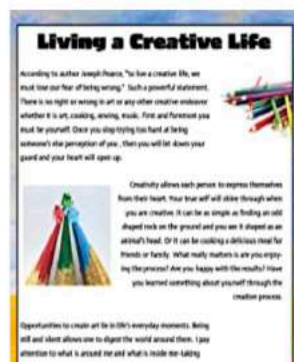 Living a Creative Life
According to author Joseph Pearce, "to live a creative life, we
must lose our fear of being wrong." Such a powerful statement.
There is no right or wrong in art or any other creative endeavor
whether it is art, cooking, sewing, music. First and foremost you
must be yourself. Once you stop trying too hard at being
someone's else perception of you, then you will let down your
guard and your heart will open up.
Creativity allows each person to express themselves
from their heart. Your true self will shine through when
you are creative. It can be as simple as finding an odd
shaped rock on the ground and you see it shaped as an
animal's head. Or it can be cooking a delicious meal for
friends or family. What really matters is are you enjoy-
ing the process? Are you happy with the results? Have
you learned something about yourself through the
creative process.
Opportunities to create art lie in life's everyday moments. Being
still and silent allows one to digest the world around them. I pay
attention to what is around me and what is inside me-taking